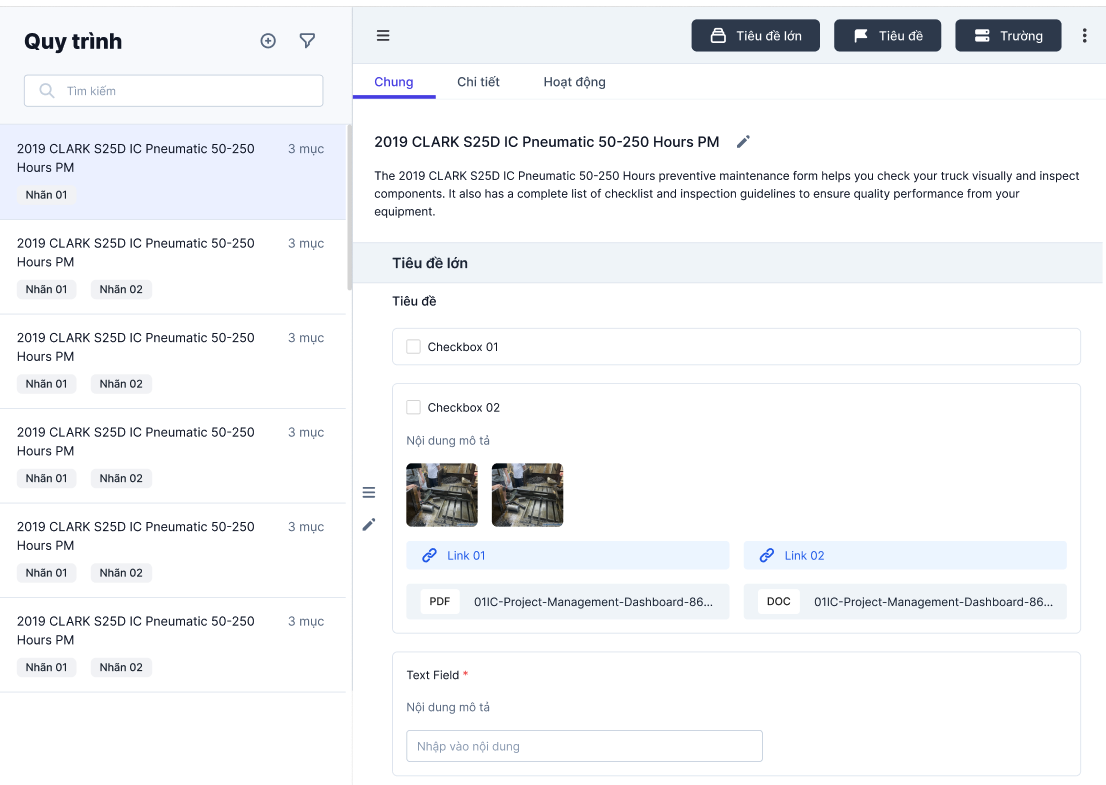 Quy trình
Tìm kiếm
2019 CLARK S25D IC Pneumatic 50-250 3 mục
Hours PM
Nhãn 01
2019 CLARK S25D IC Pneumatic 50-250 3 mục
Hours PM
Nhãn 01 Nhãn 02
2019 CLARK S25D IC Pneumatic 50-250 3 mục
Hours PM
Nhãn 01 Nhãn 02
2019 CLARK S25D IC Pneumatic 50-250 3 mục
Hours PM
Nhãn 01 Nhãn 02
2019 CLARK S25D IC Pneumatic 50-250 3 mục
Hours PM
Nhãn 01 Nhãn 02
2019 CLARK S25D IC Pneumatic 50-250 3 mục
Hours PM
Nhãn 01 Nhãn 02
Tiêu đề lớn Tiêu đề Trường
Chung Chi tiết Hoạt động
2019 CLARK S25D IC Pneumatic 50-250 Hours PM
The 2019 CLARK S25D IC Pneumatic 50-250 Hours preventive maintenance form helps you check your truck visually and inspect
components. It also has a complete list of checklist and inspection guidelines to ensure quality performance from your
equipment.
Tiêu đề lớn
Tiêu đề
Checkbox 01
Checkbox 02
Nội dung mô tả
Link 01 Link 02
PDF 01IC-Project-Management-Dashboard-86... DOC 01IC-Project-Management-Dashboard-86...
Text Field *
Nội dung mô tả
Nhập vào nội dung